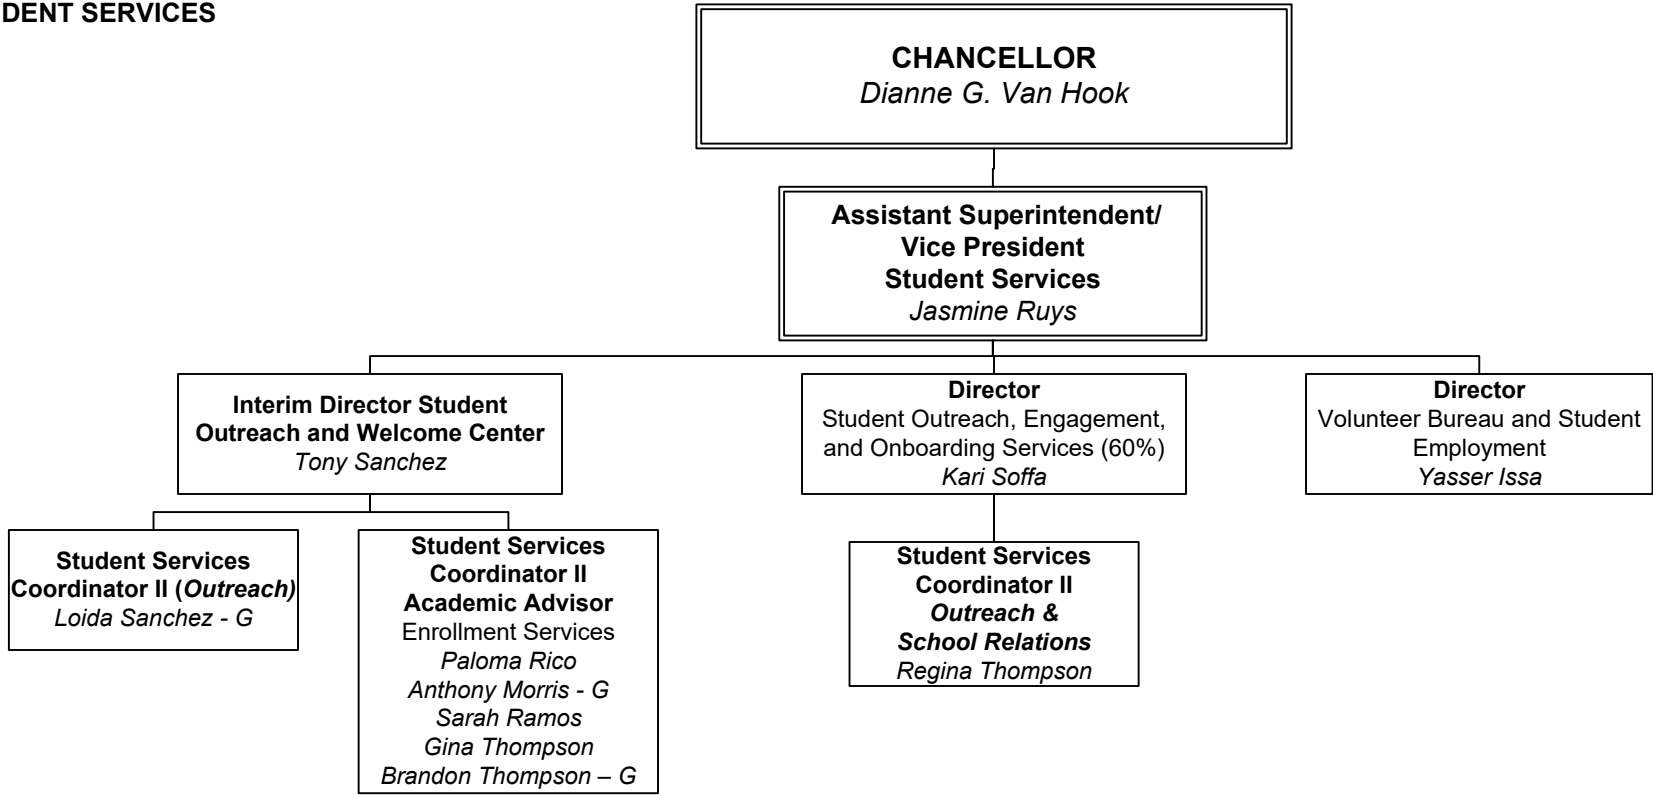 DENT SERVICES
CHANCELLOR
Dianne G. Van Hook
Assistant Superintendent/
Vice President
Student Services
Jasmine Ruys
Interim Director Student
Outreach and Welcome Center
Tony Sanchez
Director
Student Outreach, Engagement,
and Onboarding Services (60%)
Kari Soffa
Director
Volunteer Bureau and Student
Employment
Yasser Issa
Student Services
Coordinator II (Outreach)
Loida Sanchez - G
Student Services
Coordinator II
Academic Advisor
Enrollment Services
Paloma Rico
Anthony Morris - G
Sarah Ramos
Gina Thompson
Brandon Thompson – G
Student Services
Coordinator II
Outreach &
School Relations
Regina Thompson